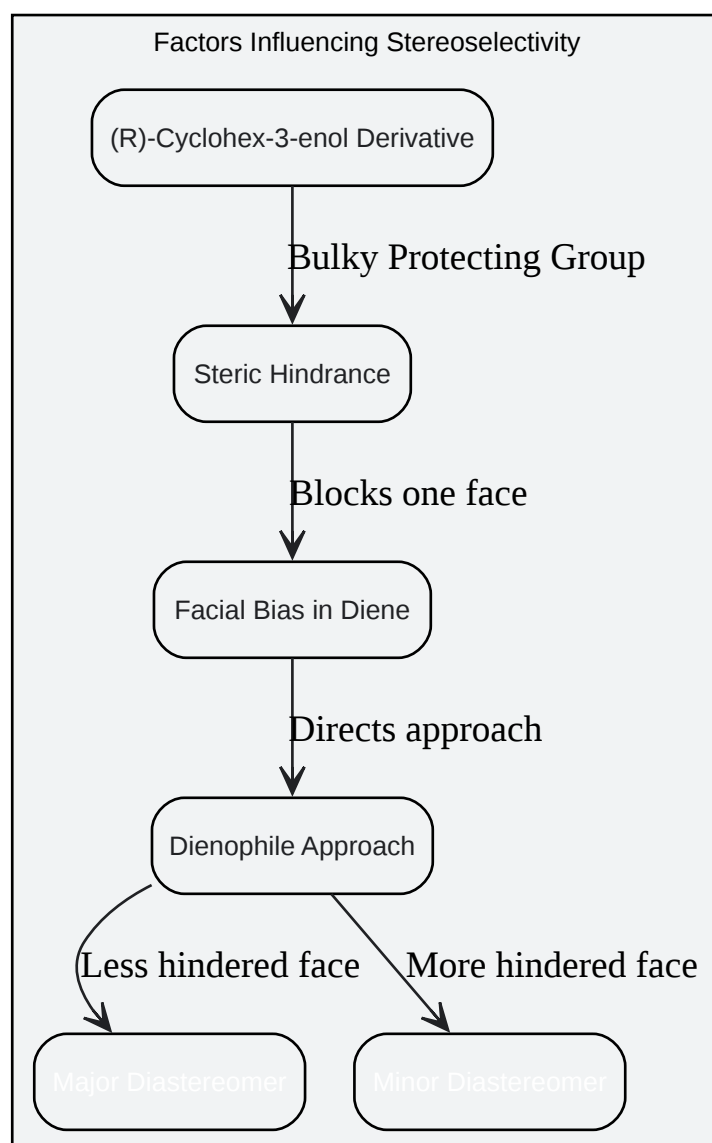 Factors Influencing Stereoselectivity
(R)-Cyclohex-3-enol Derivative
Bulky Protecting Group
Steric Hindrance
Blocks one face
Facial Bias in Diene
Directs approach
Dienophile Approach
Less hindered face
More hindered face
Major Diastereomer
Minor Diastereomer